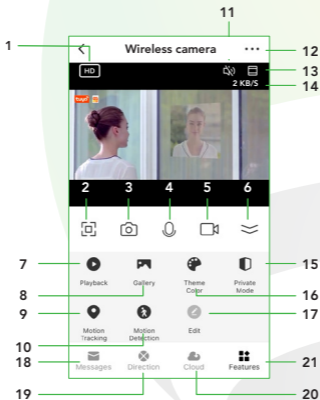 11
1
Wireless camera
12
HD
13
2 KB/S
14
2 3 4 5 6
7
Playback
Gallery
Theme Color
Private Mode
15
8
16
9
Motion Tracking
Motion Detection
Edit
17
10
18
Messages
Direction
Cloud
Features
21
19
20